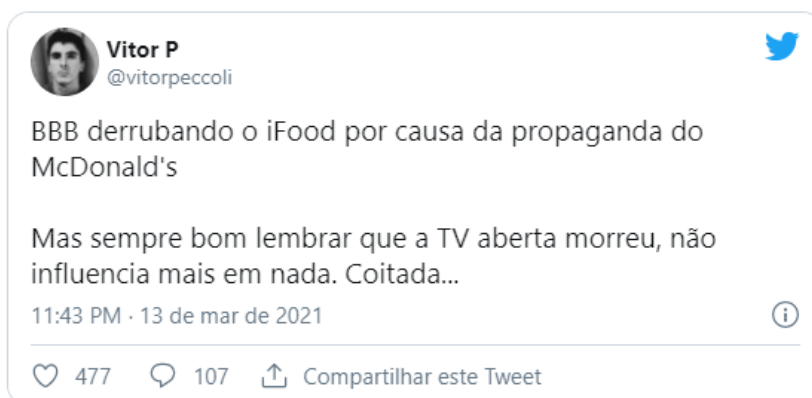 Vitor P
@vitorpeccoli
BBB derrubando o iFood por causa da propaganda do
McDonald's
Mas sempre bom lembrar que a TV aberta morreu, não
influencia mais em nada. Coitada...
11:43 PM · 13 de mar de 2021
477 107 Compartilhar este Tweet